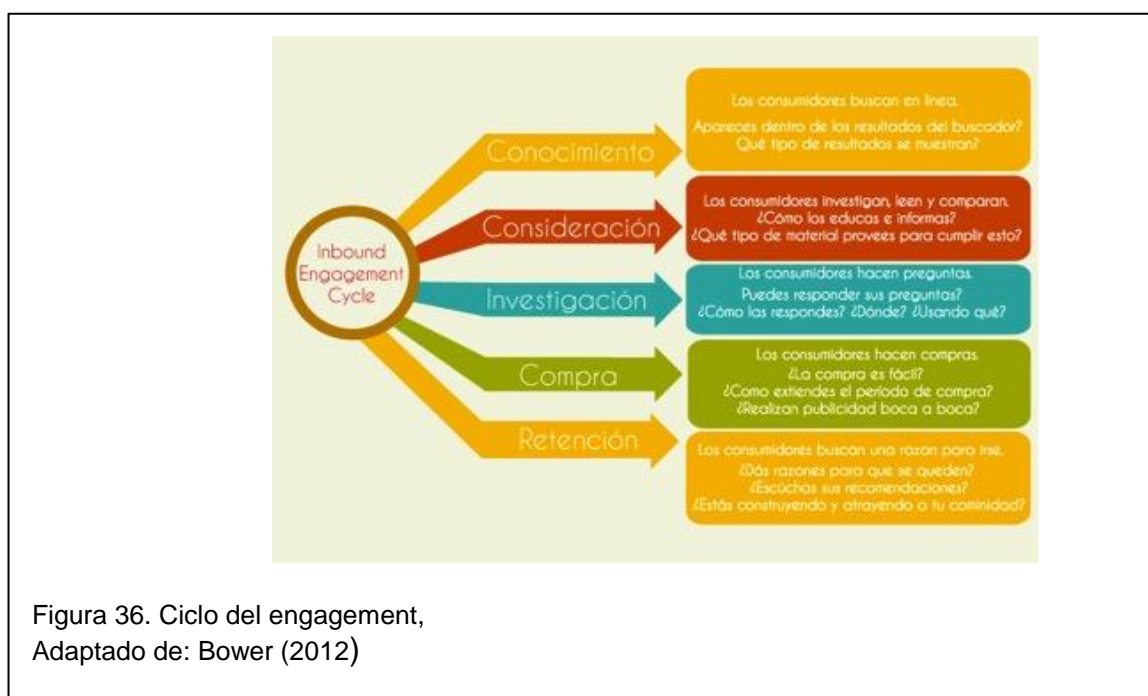 Inbound
Engagement
Cycle
Conocimiento
Los consumidores buscan en línea.
Apareces dentro de los resultados del buscador?
Qué tipo de resultados se muestran?
Consideración
Los consumidores investigan, leen y comparan.
¿Cómo los educas e informas?
¿Qué tipo de material provees para cumplir esto?
Investigación
Los consumidores hacen preguntas.
Puedes responder sus preguntas?
¿Cómo las respondes? ¿Dónde? ¿Usando qué?
Compra
Los consumidores hacen compras.
¿La compra es fácil?
¿Como extiendes el período de compra?
¿Realizan publicidad boca a boca?
Retención
Los consumidores buscan una razon para irse.
¿Dás razones para que se queden?
¿Escúchas sus recomendaciones?
¿Estás construyendo y atrayendo a tu cominidad?
Figura 36. Ciclo del engagement,
Adaptado de: Bower (2012)